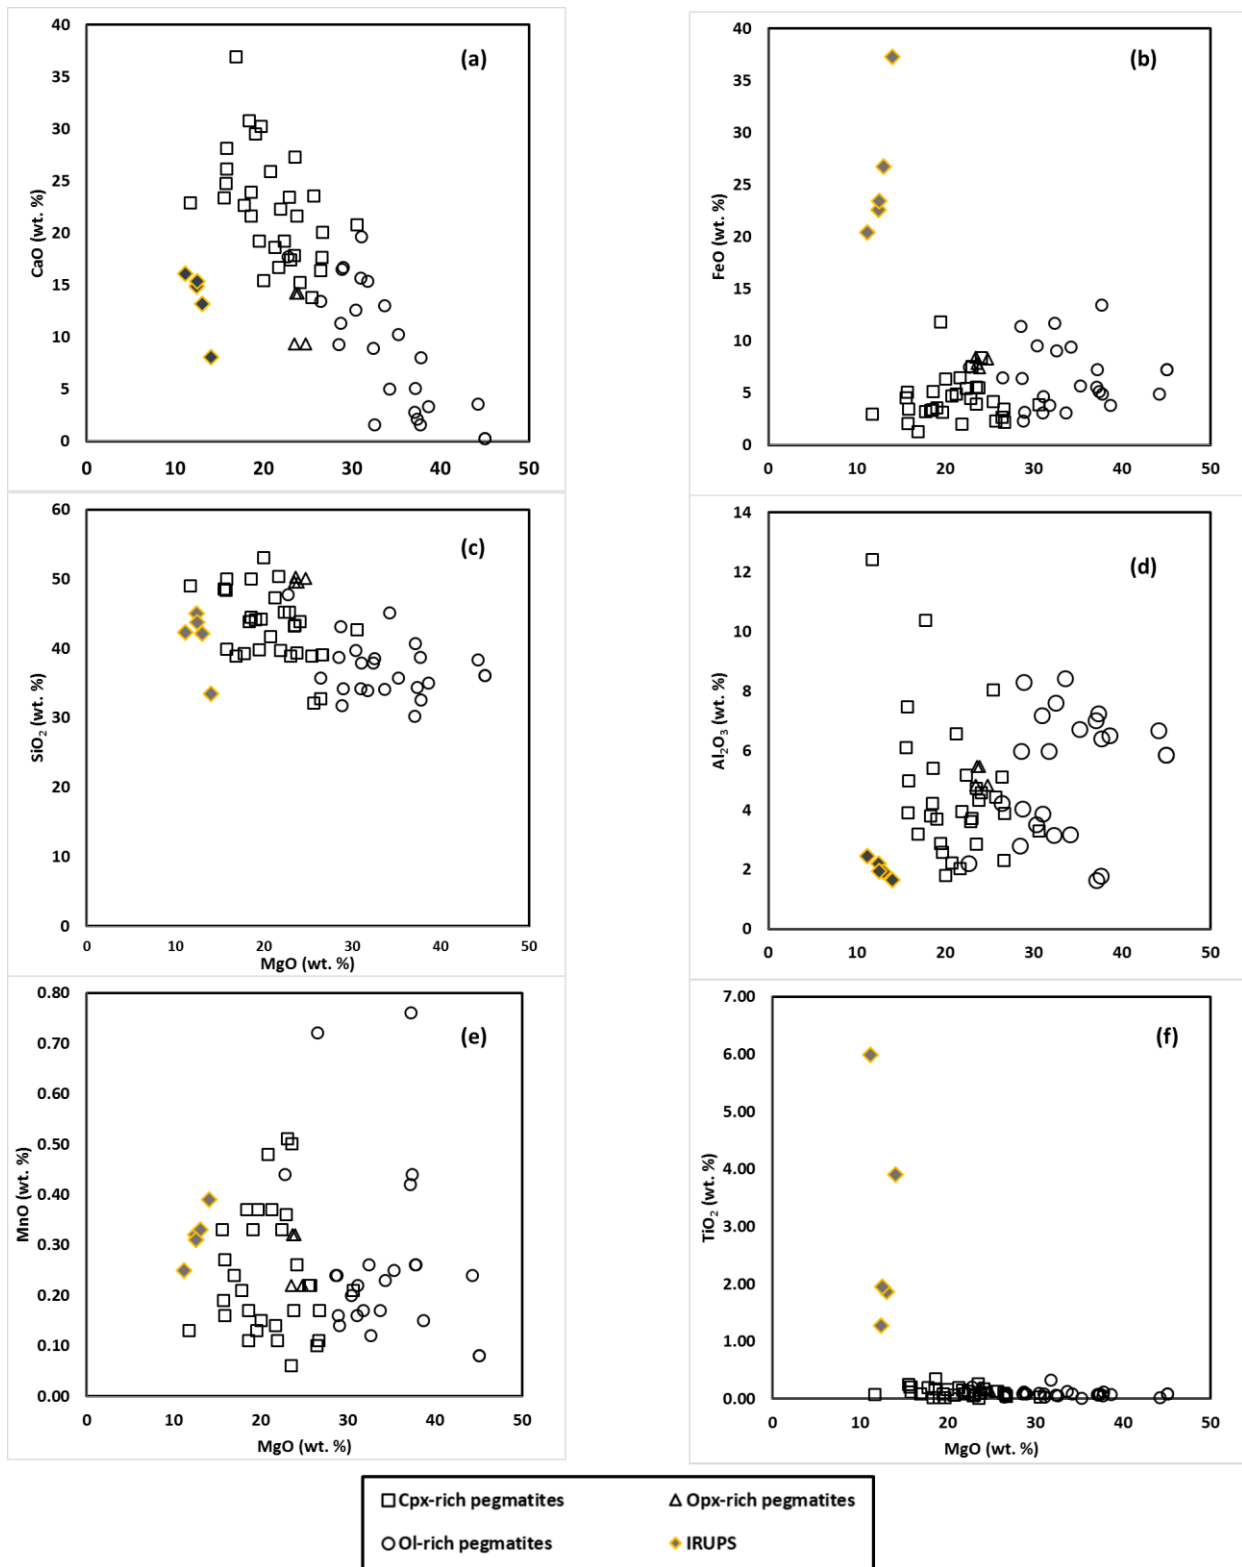 (a)
40
35
30
25
20
15
10
5
0
CaO (wt. %)
0 10 20 30 40 50
(b)
40
35
30
25
20
15
10
5
0
FeO (wt. %)
0 10 20 30 40 50
(c)
60
50
40
30
20
10
0
SiO₂ (wt. %)
0 10 20 30 40 50
MgO (wt. %)
(d)
14
12
10
8
6
4
2
0
Al₂O₃ (wt. %)
0 10 20 30 40 50
(e)
0.80
0.70
0.60
0.50
0.40
0.30
0.20
0.10
0.00
MnO (wt. %)
0 10 20 30 40 50
MgO (wt. %)
(f)
7.00
6.00
5.00
4.00
3.00
2.00
1.00
0.00
TiO₂ (wt. %)
0 10 20 30 40 50
MgO (wt. %)
Cpx-rich pegmatites
Opx-rich pegmatites
Ol-rich pegmatites
IRUPS